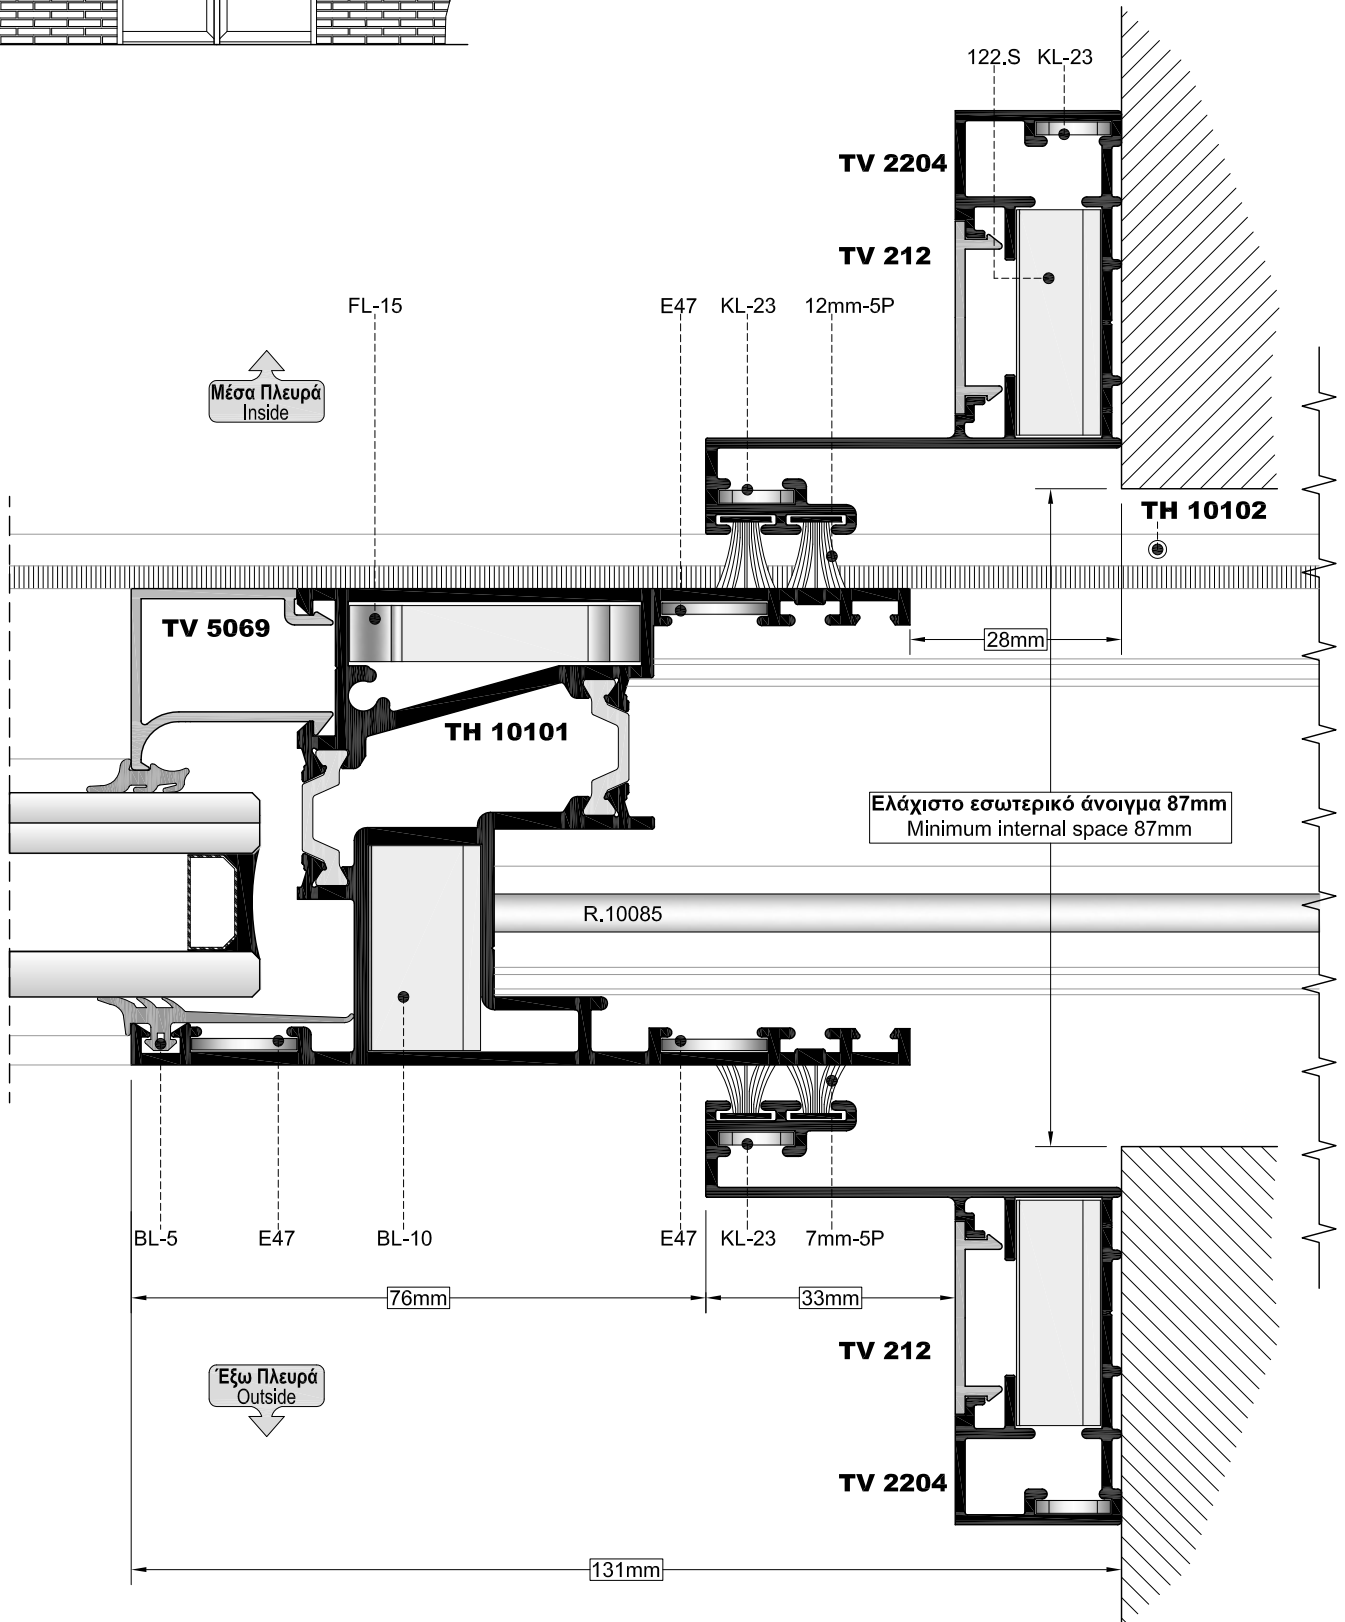 122.S KL-23
TV 2204
TV 212
FL-15 E47 KL-23 12mm-5P
Μέσα Πλευρά
Inside
TH 10102
TV 5069
28mm
TH 10101
Ελάχιστο εσωτερικό άνοιγμα 87mm
Minimum internal space 87mm
R.10085
BL-5 E47 BL-10 E47 KL-23 7mm-5P
76mm 33mm
TV 212
Έξω Πλευρά
Outside
TV 2204
131mm